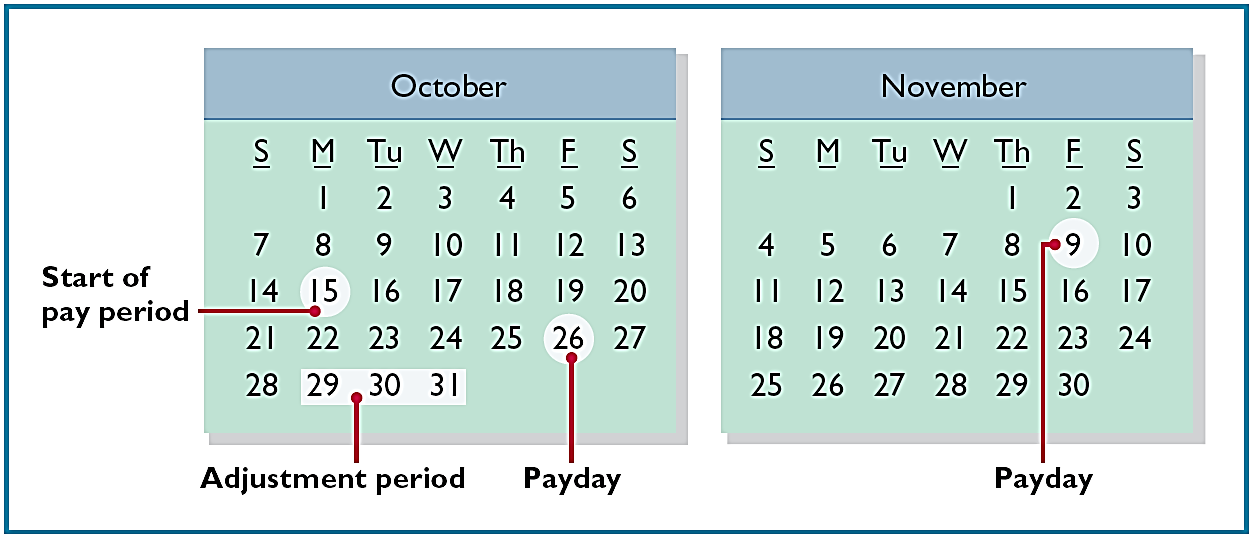 October
S M Tu W Th F S
1 2 3 4 5 6
7 8 9 10 11 12 13
14 15 16 17 18 19 20
21 22 23 24 25 26 27
28 29 30 31
November
S M Tu W Th F S
1 2 3
4 5 6 7 8 9 10
11 12 13 14 15 16 17
18 19 20 21 22 23 24
25 26 27 28 29 30
Start of
pay period
Adjustment period
Payday
Payday